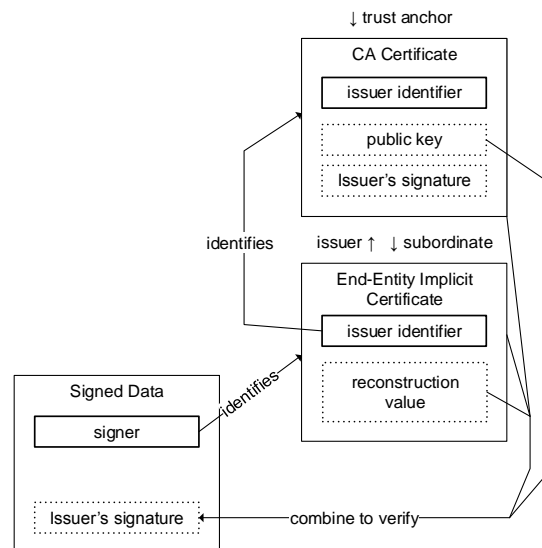 ↓ trust anchor
CA Certificate
issuer identifier
public key
Issuer's signature
identifies
issuer ↑ ↓ subordinate
End-Entity Implicit
Certificate
issuer identifier
reconstruction
value
identifies
Signed Data
signer
Issuer's signature
combine to verify